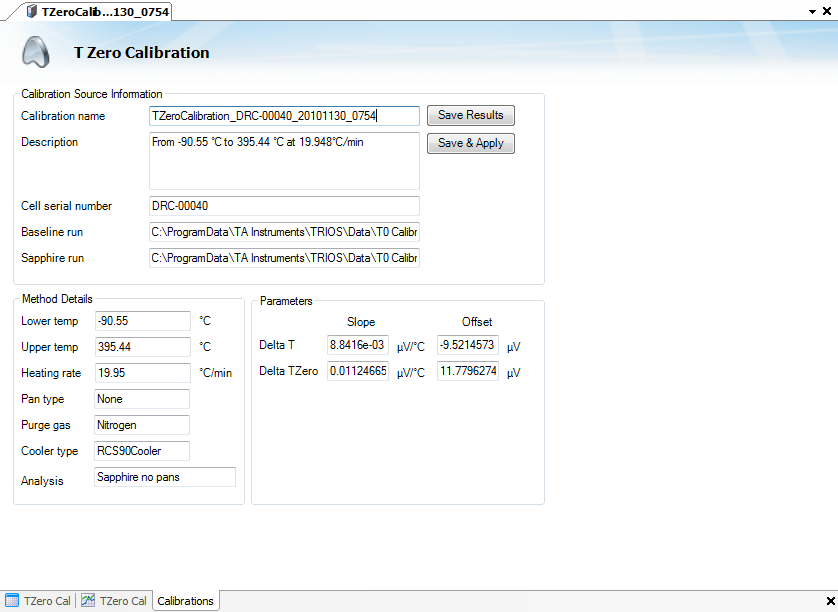 TZeroCalib...130_0754
T Zero Calibration
Calibration Source Information
Calibration name TZeroCalibration_DRC-00040_20101130_0754 Save Results
Description From -90.55 °C to 395.44 °C at 19.948°C/min Save & Apply
Cell serial number DRC-00040
Baseline run C:\ProgramData\TA Instruments\TRIOS\Data\T0 Calibr
Sapphire run C:\ProgramData\TA Instruments\TRIOS\Data\T0 Calibr
Method Details
Lower temp -90.55 °C
Upper temp 395.44 °C
Heating rate 19.95 °C/min
Pan type None
Purge gas Nitrogen
Cooler type RCS90Cooler
Analysis Sapphire no pans
Parameters
Slope Offset
Delta T 8.8416e-03 µV/°C -9.5214573 µV
Delta TZero 0.01124665 µV/°C 11.7796274 µV
TZero Cal TZero Cal Calibrations